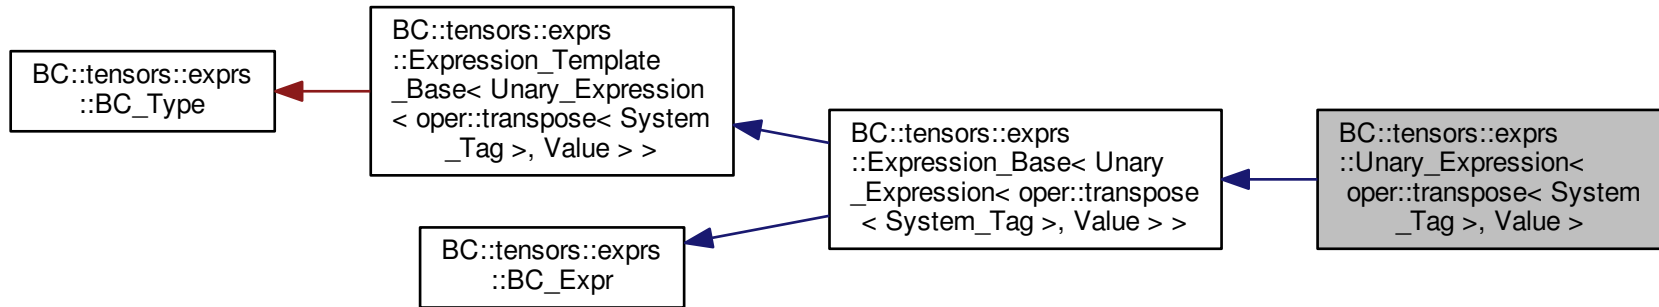 BC::tensors::exprs
::BC_Type
BC::tensors::exprs
::Expression_Template
_Base< Unary_Expression
< oper::transpose< System
_Tag >, Value > >
BC::tensors::exprs
::BC_Expr
BC::tensors::exprs
::Expression_Base< Unary
_Expression< oper::transpose
< System_Tag >, Value > >
BC::tensors::exprs
::Unary_Expression<
oper::transpose< System
_Tag >, Value >